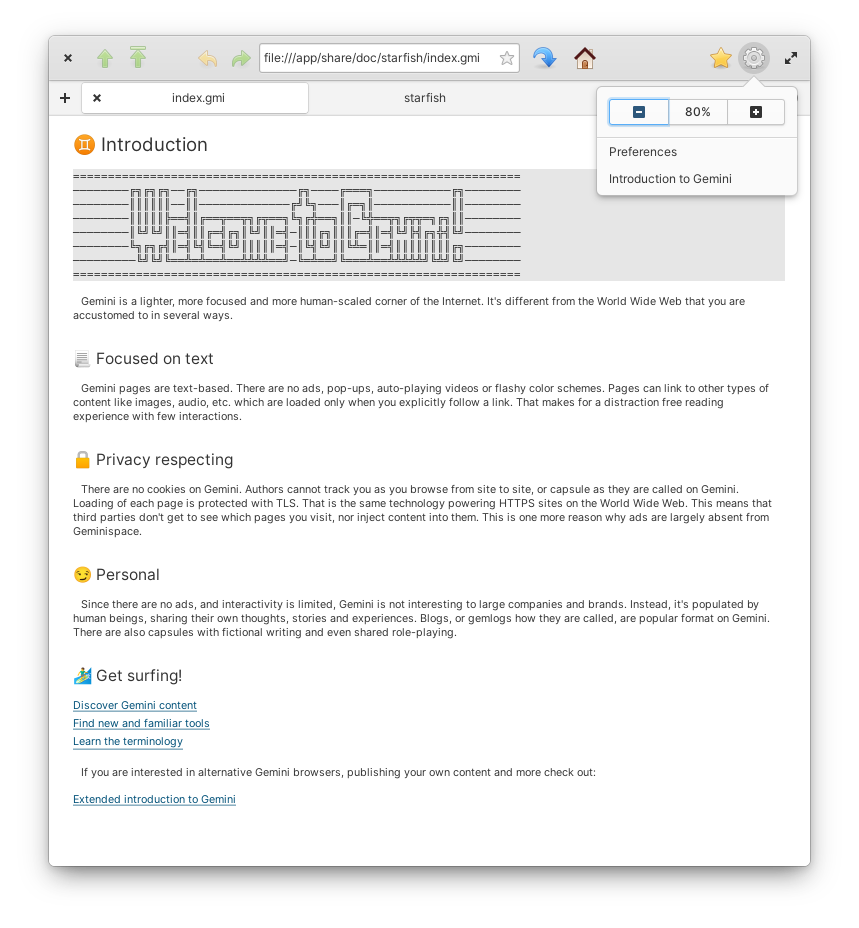 file:///app/share/doc/starfish/index.gmi
index.gmi
starfish
80%
Preferences
Introduction to Gemini
♊ Introduction
Gemini is a lighter, more focused and more human-scaled corner of the Internet. It's different from the World Wide Web that you are
accustomed to in several ways.
Focused on text
Gemini pages are text-based. There are no ads, pop-ups, auto-playing videos or flashy color schemes. Pages can link to other types of
content like images, audio, etc. which are loaded only when you explicitly follow a link. That makes for a distraction free reading
experience with few interactions.
Privacy respecting
There are no cookies on Gemini. Authors cannot track you as you browse from site to site, or capsule as they are called on Gemini.
Loading of each page is protected with TLS. That is the same technology powering HTTPS sites on the World Wide Web. This means that
third parties don't get to see which pages you visit, nor inject content into them. This is one more reason why ads are largely absent from
Geminispace.
Personal
Since there are no ads, and interactivity is limited, Gemini is not interesting to large companies and brands. Instead, it's populated by
human beings, sharing their own thoughts, stories and experiences. Blogs, or gemlogs how they are called, are popular format on Gemini.
There are also capsules with fictional writing and even shared role-playing.
Get surfing!
Discover Gemini content
Find new and familiar tools
Learn the terminology
If you are interested in alternative Gemini browsers, publishing your own content and more check out:
Extended introduction to Gemini